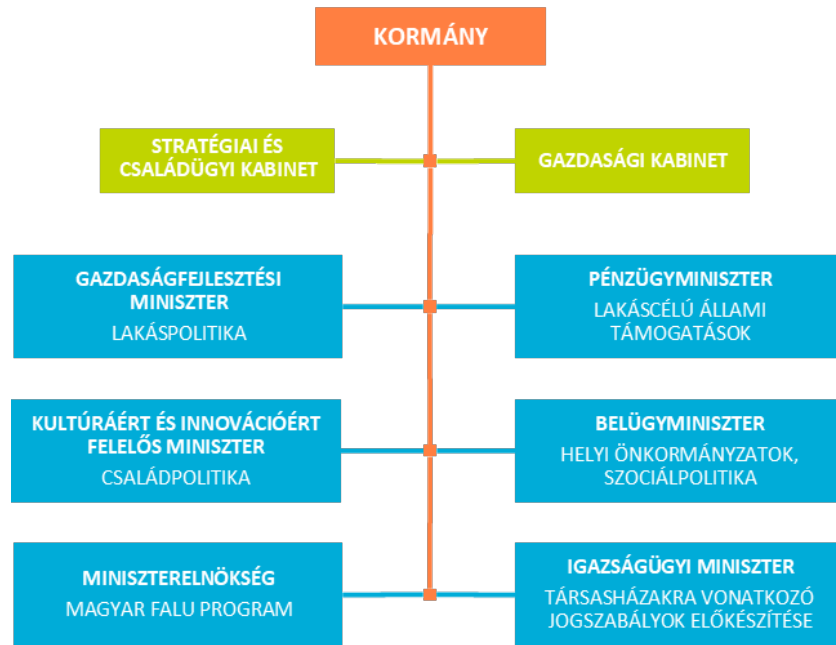 KORMÁNY
STRATÉGIAI ÉS
CSALÁDÜGYI KABINET
GAZDASÁGI KABINET
GAZDASÁGFEJLESZTÉSI
MINISZTER
LAKÁSPOLITIKA
PÉNZÜGYMINISZTER
LAKÁSCÉLÚ ÁLLAMI
TÁMOGATÁSOK
KULTÚRÁÉRT ÉS INNOVÁCIÓÉRT
FELELŐS MINISZTER
CSALÁDPOLITIKA
BELÜGYMINISZTER
HELYI ÖNKORMÁNYZATOK,
SZOCIÁLPOLITIKA
MINISZTERELNÖKSÉG
MAGYAR FALU PROGRAM
IGAZSÁGÜGYI MINISZTER
TÁRSASHÁZAKRA VONATKOZÓ
JOGSZABÁLYOK ELŐKÉSZÍTÉSE